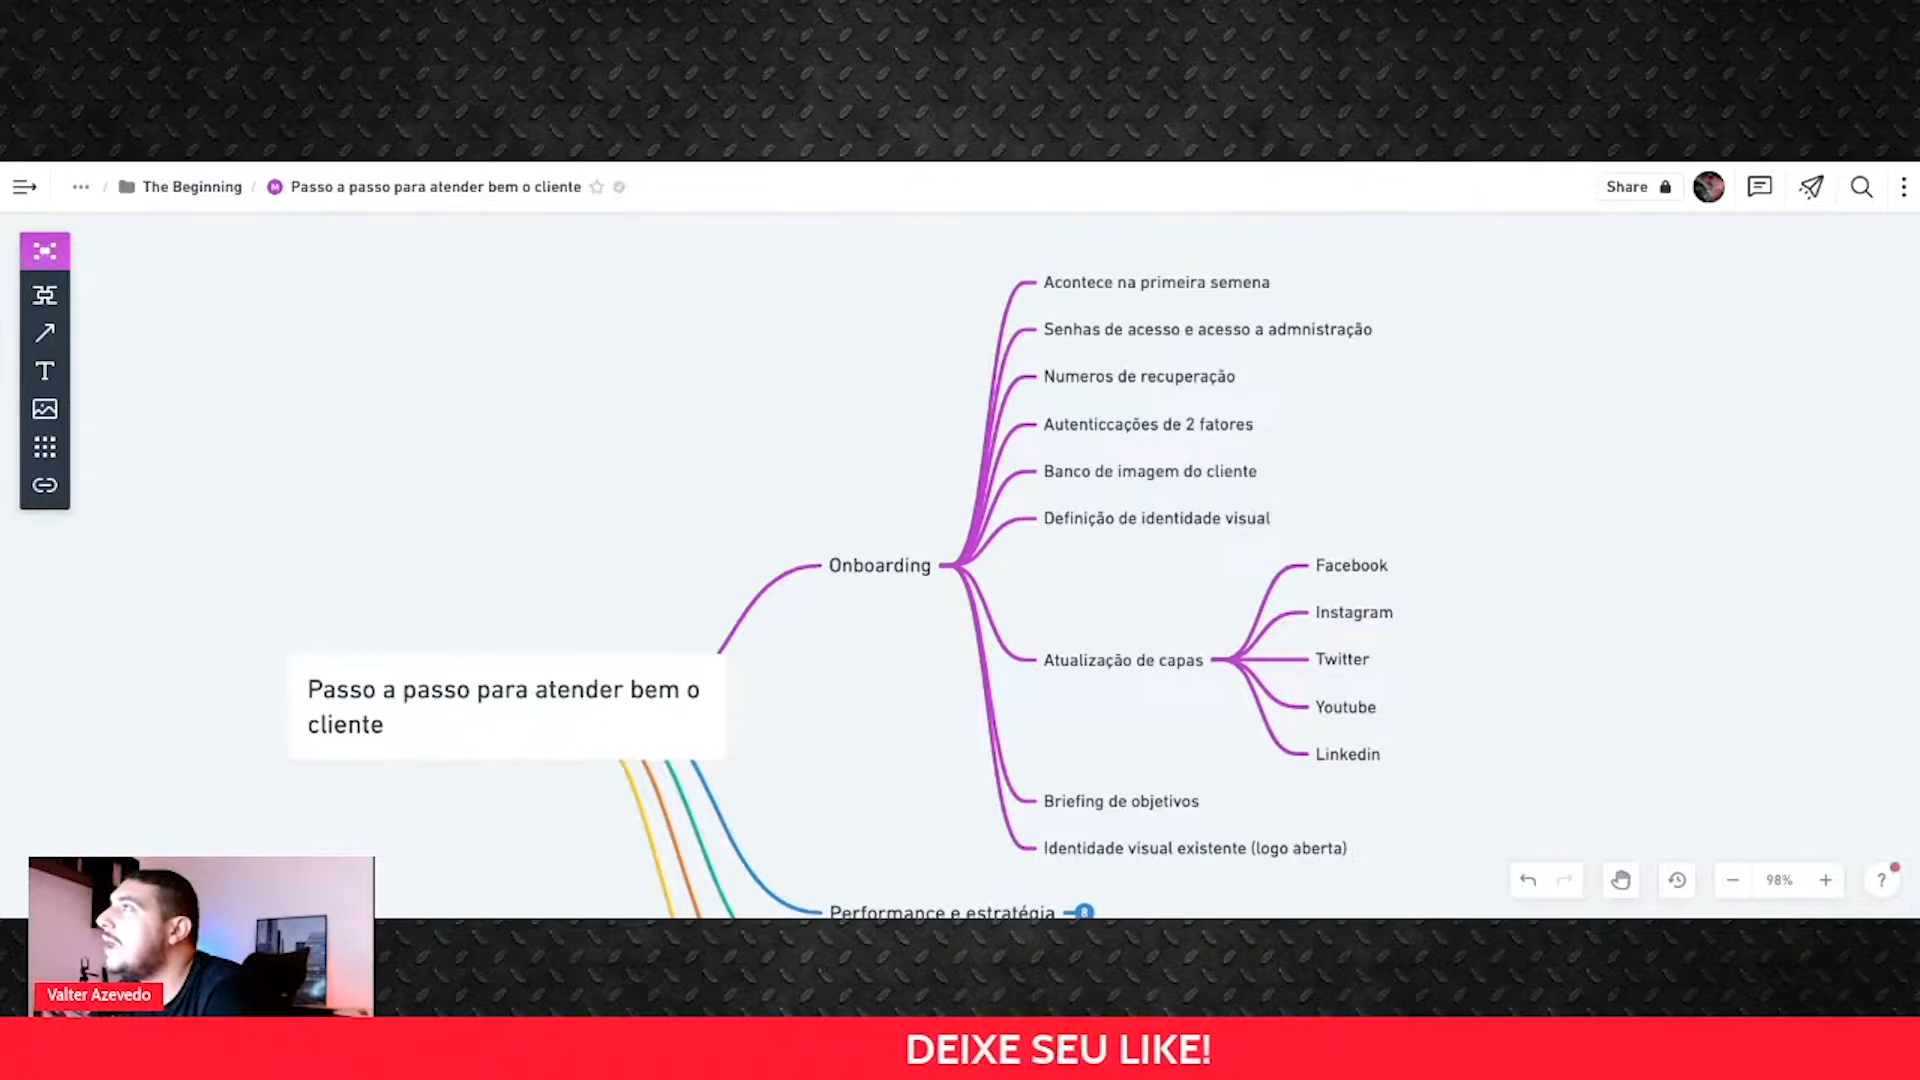 The Beginning / Passo a passo para atender bem o cliente
Share
Acontece na primeira semena
Senhas de acesso e acesso a admnistração
Numeros de recuperação
Autenticcações de 2 fatores
Banco de imagem do cliente
Definição de identidade visual
Onboarding
Facebook
Instagram
Atualização de capas
Twitter
Youtube
Linkedin
Passo a passo para atender bem o
cliente
Briefing de objetivos
Identidade visual existente (logo aberta)
98%
?
Performance e estratégia
8
Valter Azevedo
DEIXE SEU LIKE!